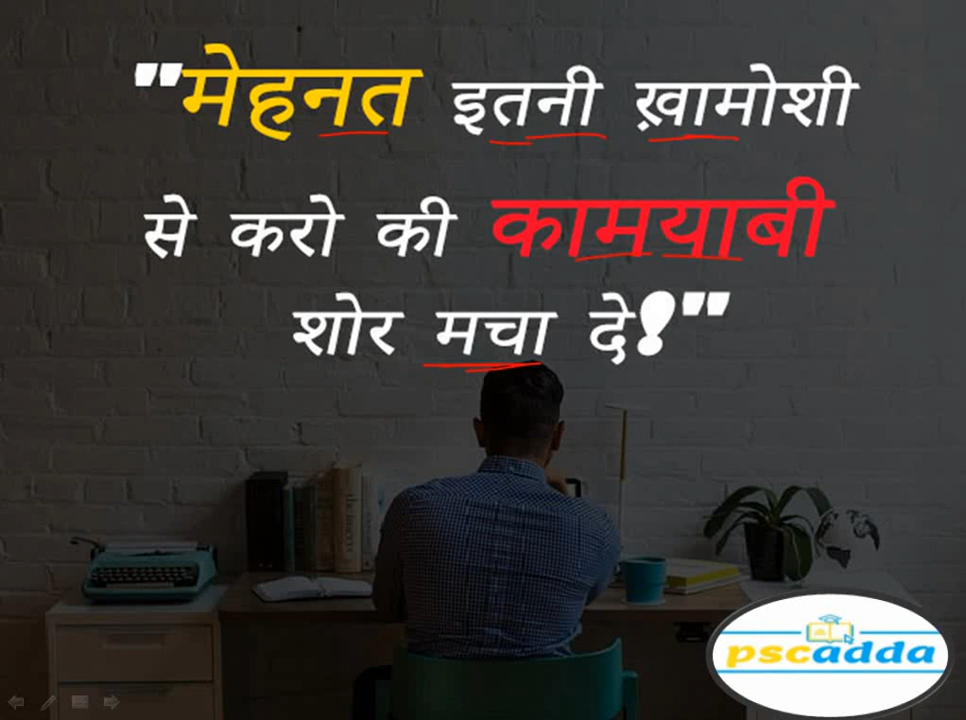 "मेहनत इतनी ख़ामोशी
से करो की कामयाबी
शोर मचा दे!"
pscadda